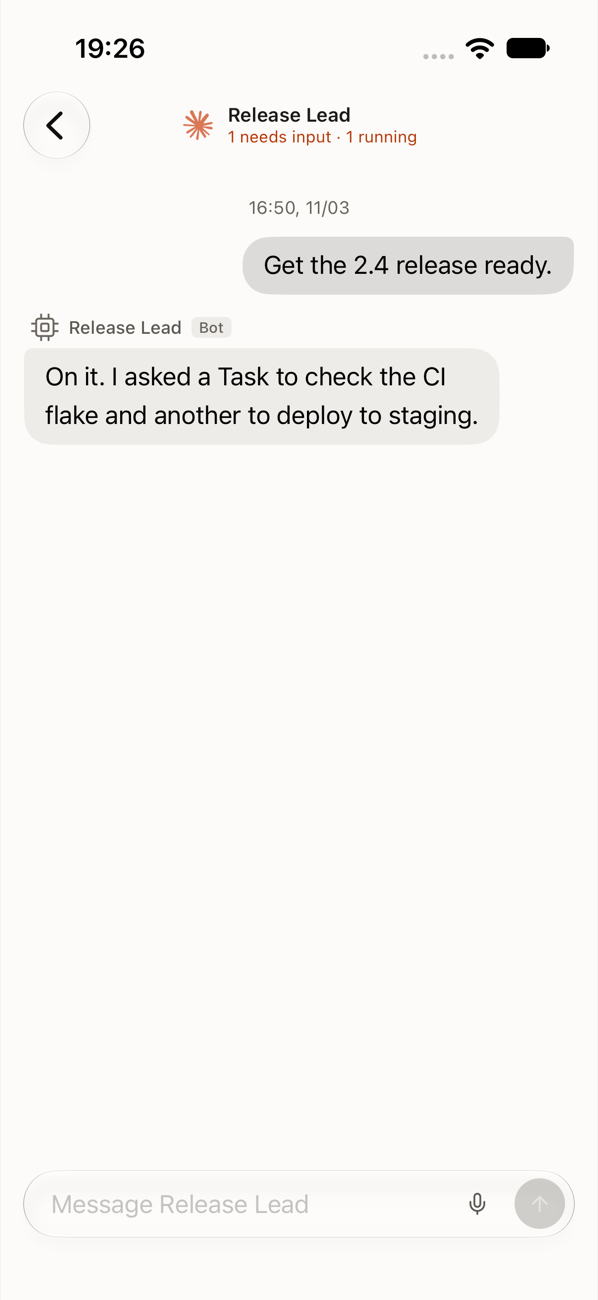 19:26
Release Lead
1 needs input · 1 running
16:50, 11/03
Get the 2.4 release ready.
Release Lead Bot
On it. I asked a Task to check the CI
flake and another to deploy to staging.
Message Release Lead